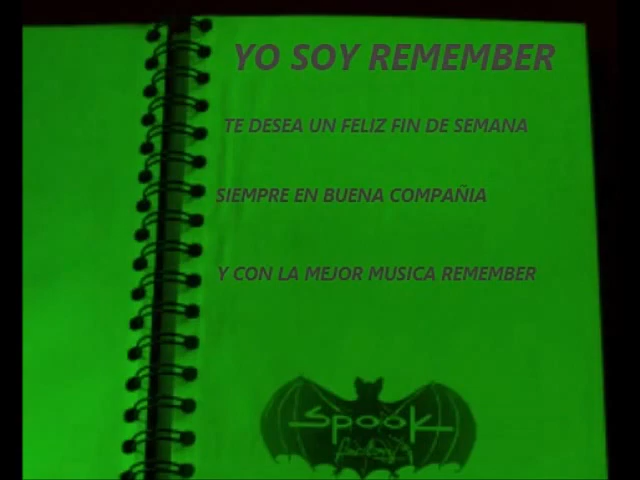 YO SOY REMEMBER
TE DESEA UN FELIZ FIN DE SEMANA
SIEMPRE EN BUENA COMPAÑIA
Y CON LA MEJOR MUSICA REMEMBER
Spook